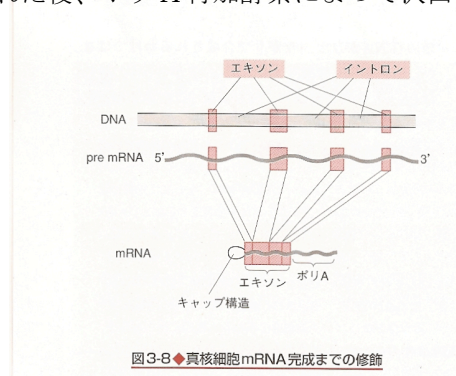 エキソン イントロン
DNA
pre mRNA 5’ 3’
mRNA
エキソン ポリA
キャップ構造
図3-8◆真核細胞mRNA完成までの修飾